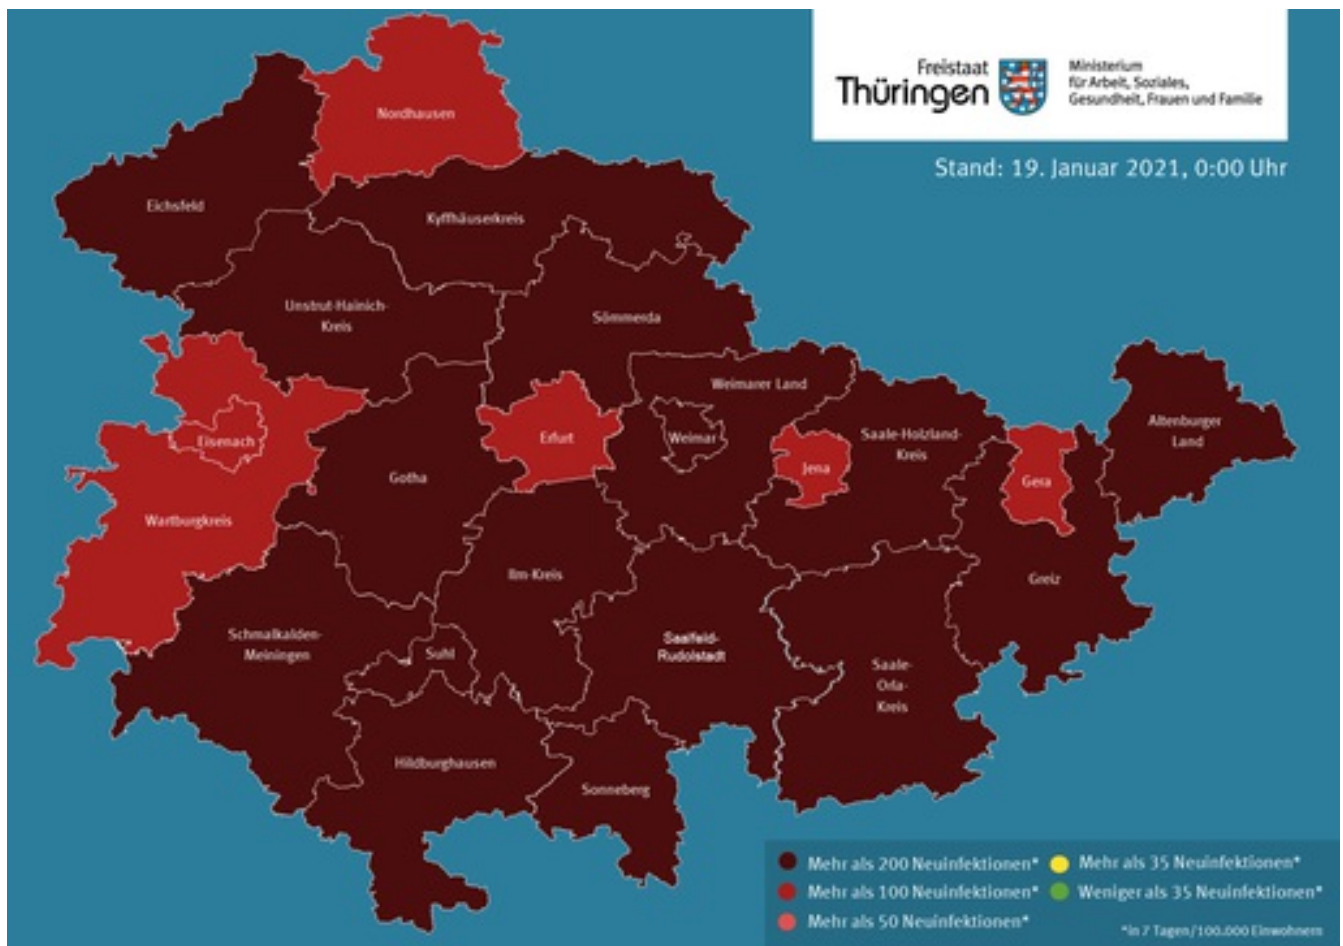 Freistaat
Thüringen
Ministerium
für Arbeit, Soziales,
Gesundheit, Frauen und Familie
Stand: 19. Januar 2021, 0:00 Uhr
Nordhausen
Eichsfeld
Kyffhäuserkreis
Unstrut-Hainich-
Kreis
Sömmerda
Weimarer Land
Altenburger
Land
Eisenach
Erfurt
Weimar
Saale-Holzland-
Kreis
Jena
Gera
Gotha
Wartburgkreis
Ilm-Kreis
Greiz
Schmalkalden-
Meiningen
Suhl
Saalfeld-
Rudolstadt
Saale-
Orla-
Kreis
Hildburghausen
Sonneberg
Mehr als 200 Neuinfektionen*
Mehr als 100 Neuinfektionen*
Mehr als 50 Neuinfektionen*
Mehr als 35 Neuinfektionen*
Weniger als 35 Neuinfektionen*
*in 7 Tagen/100.000 Einwohnern